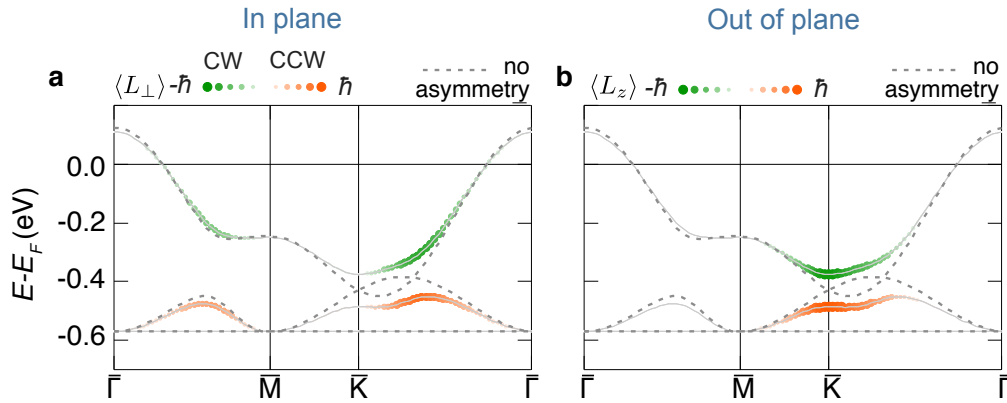 In plane
Out of plane
a
CW
CCW
⟨L⊥⟩ -ħ
ħ
no
asymmetry
b
⟨Lz⟩ -ħ
ħ
no
asymmetry
E-EF (eV)
0.0
-0.2
-0.4
-0.6
Γ̄
M̄
K̄
Γ̄
Γ̄
M̄
K̄
Γ̄